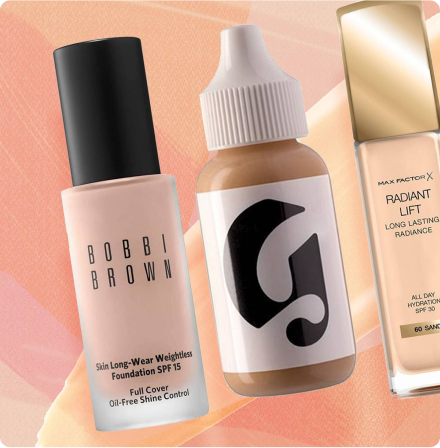 BOBBI
BROWN
Skin Long-Wear Weightless
Foundation SPF 15
Full Cover
Oil-Free Shine Control
G
MAX FACTOR X
RADIANT
LIFT
LONG LASTING
RADIANCE
ALL DAY
HYDRATION
SPF 30
60 SAND